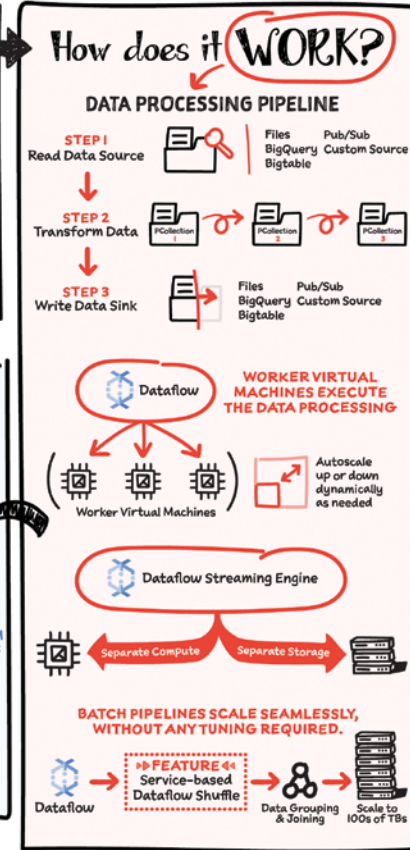 How does it WORK?
DATA PROCESSING PIPELINE
STEP 1
Read Data Source
Files Pub/Sub
BigQuery Custom Source
Bigtable
STEP 2
Transform Data
PCollection
1
PCollection
2
PCollection
3
STEP 3
Write Data Sink
Files Pub/Sub
BigQuery Custom Source
Bigtable
Dataflow
WORKER VIRTUAL
MACHINES EXECUTE
THE DATA PROCESSING
Worker Virtual Machines
Autoscale
up or down
dynamically
as needed
Dataflow Streaming Engine
Separate Compute
Separate Storage
BATCH PIPELINES SCALE SEAMLESSLY,
WITHOUT ANY TUNING REQUIRED.
Dataflow
FEATURE
Service-based
Dataflow Shuffle
Data Grouping
& Joining
Scale to
100s of TBs